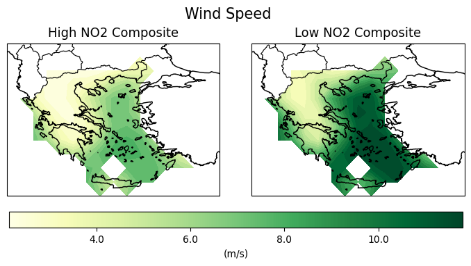 Wind Speed
High NO2 Composite
Low NO2 Composite
4.0 6.0 8.0 10.0
(m/s)